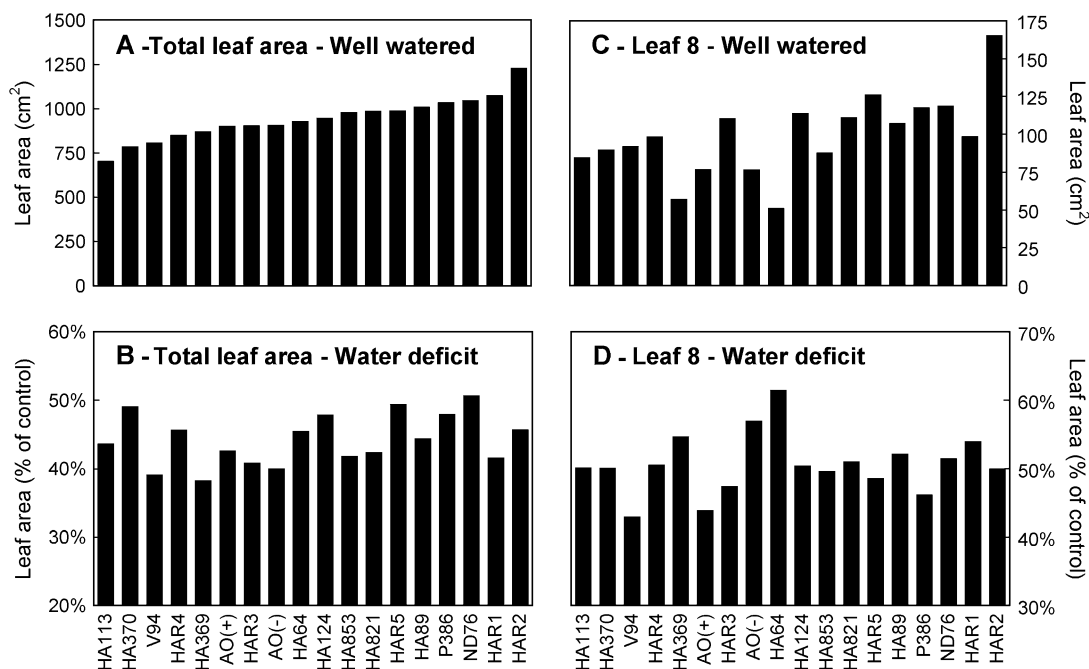 A -Total leaf area - Well watered
Leaf area (cm²)
1500
1250
1000
750
500
250
0
C - Leaf 8 - Well watered
175
150
125
100
75
50
25
0
Leaf area (cm²)
B - Total leaf area - Water deficit
Leaf area (% of control)
60%
50%
40%
30%
20%
HA113
HA370
V94
HAR4
HA369
AO(+)
HAR3
AO(-)
HA64
HA124
HA853
HA821
HAR5
HA89
P386
ND76
HAR1
HAR2
D - Leaf 8 - Water deficit
70%
60%
50%
40%
30%
Leaf area (% of control)
HA113
HA370
V94
HAR4
HA369
AO(+)
HAR3
AO(-)
HA64
HA124
HA853
HA821
HAR5
HA89
P386
ND76
HAR1
HAR2